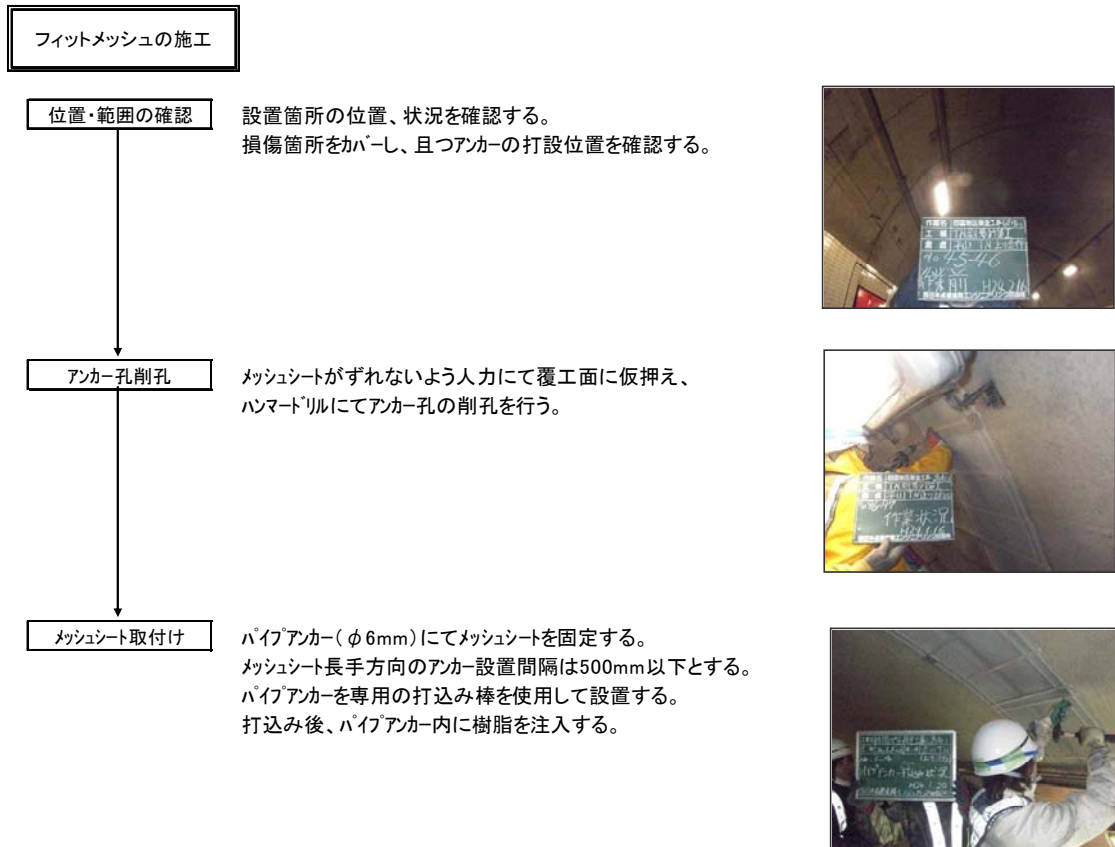 フィットメッシュの施工
位置・範囲の確認
設置箇所の位置、状況を確認する。
損傷箇所をｶﾊﾞｰし、且つｱﾝｶｰの打設位置を確認する。
no 45-46
H24.2.16
ｱﾝｶｰ孔削孔
ﾒｯｼｭｼｰﾄがずれないよう人力にて覆工面に仮押え、
ﾊﾝﾏｰﾄﾞﾘﾙにてｱﾝｶｰ孔の削孔を行う。
作業状況
ﾒｯｼｭｼｰﾄ取付け
ﾊﾟｲﾌﾟｱﾝｶｰ(φ6mm)にてﾒｯｼｭｼｰﾄを固定する。
ﾒｯｼｭｼｰﾄ長手方向のｱﾝｶｰ設置間隔は500mm以下とする。
ﾊﾟｲﾌﾟｱﾝｶｰを専用の打込み棒を使用して設置する。
打込み後、ﾊﾟｲﾌﾟｱﾝｶｰ内に樹脂を注入する。